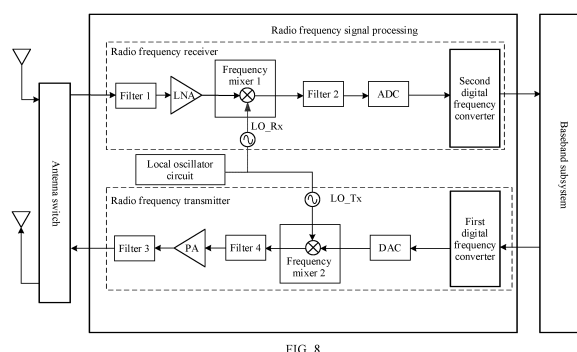 Radio frequency signal processing
Radio frequency receiver
Filter 1
LNA
Frequency
mixer 1
Filter 2
ADC
Second
digital
frequency
converter
LO_Rx
Local oscillator
circuit
Antenna switch
Baseband subsystem
Radio frequency transmitter
LO_Tx
Filter 3
PA
Filter 4
Frequency
mixer 2
DAC
First
digital
frequency
converter
FIG. 8